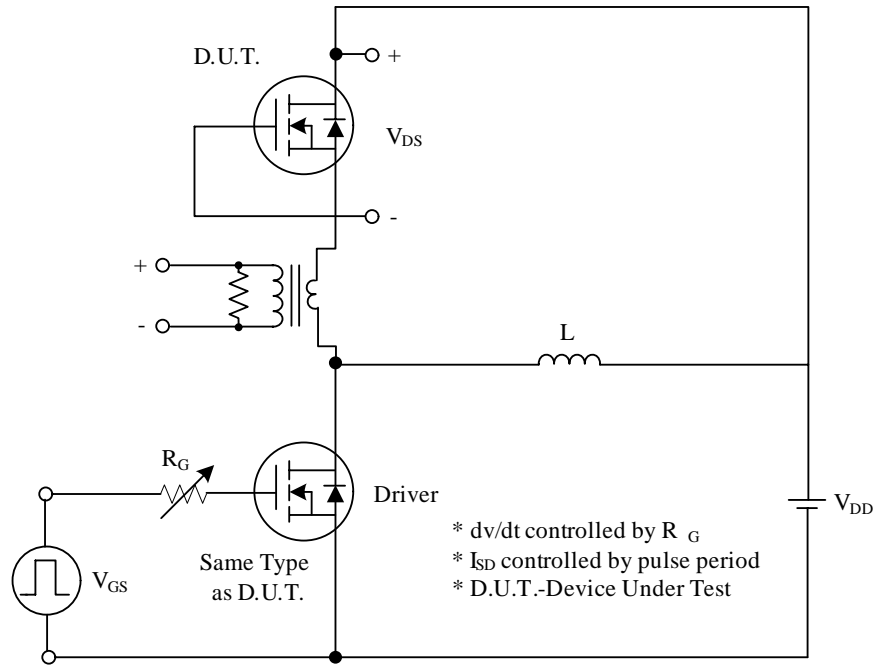 D.U.T.
+
VDS
-
+
-
L
RG
Driver
VDD
VGS
Same Type
as D.U.T.
* dv/dt controlled by R G
* ISD controlled by pulse period
* D.U.T.-Device Under Test